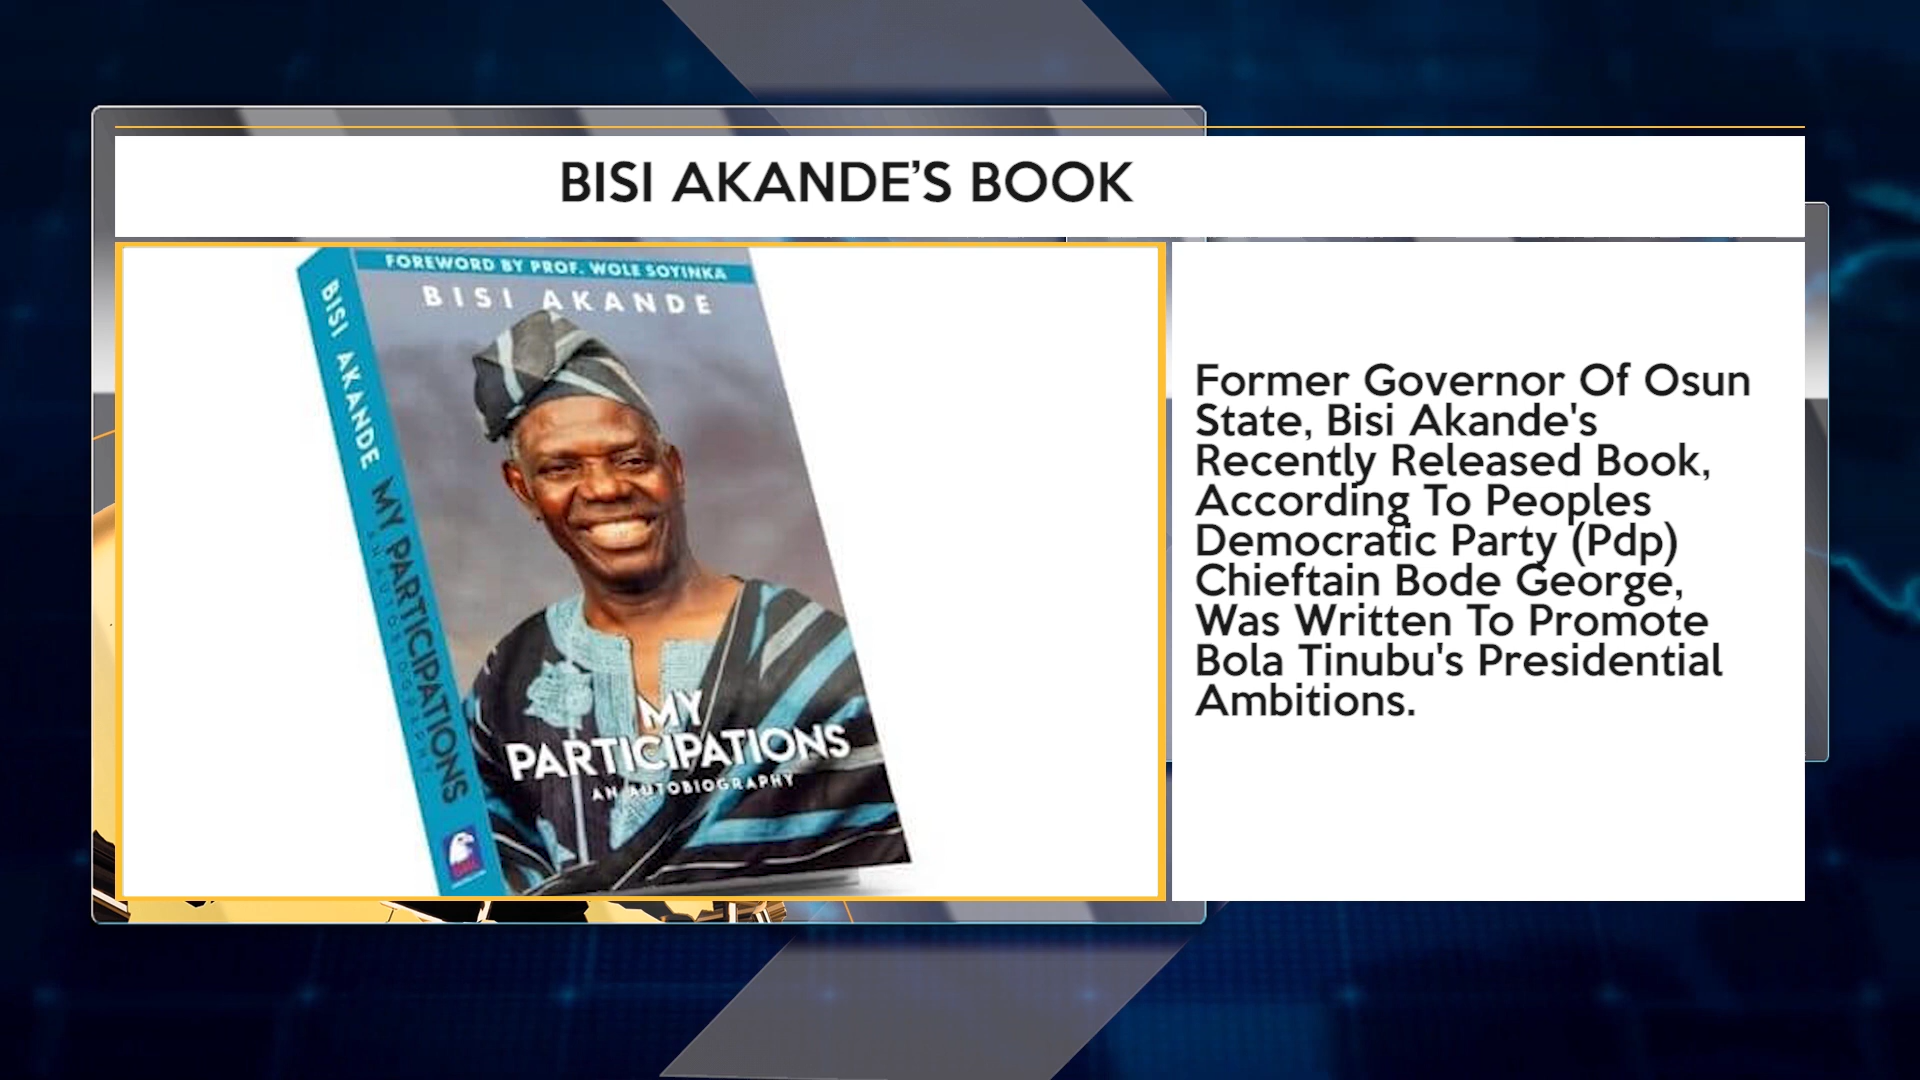 BISI AKANDE’S BOOK
FOREWORD BY PROF. WOLE SOYINKA
BISI AKANDE
MY
PARTICIPATIONS
AN AUTOBIOGRAPHY
BISI AKANDE MY PARTICIPATIONS
AN AUTOBIOGRAPHY
Former Governor Of Osun
State, Bisi Akande's
Recently Released Book,
According To Peoples
Democratic Party (Pdp)
Chieftain Bode George,
Was Written To Promote
Bola Tinubu's Presidential
Ambitions.